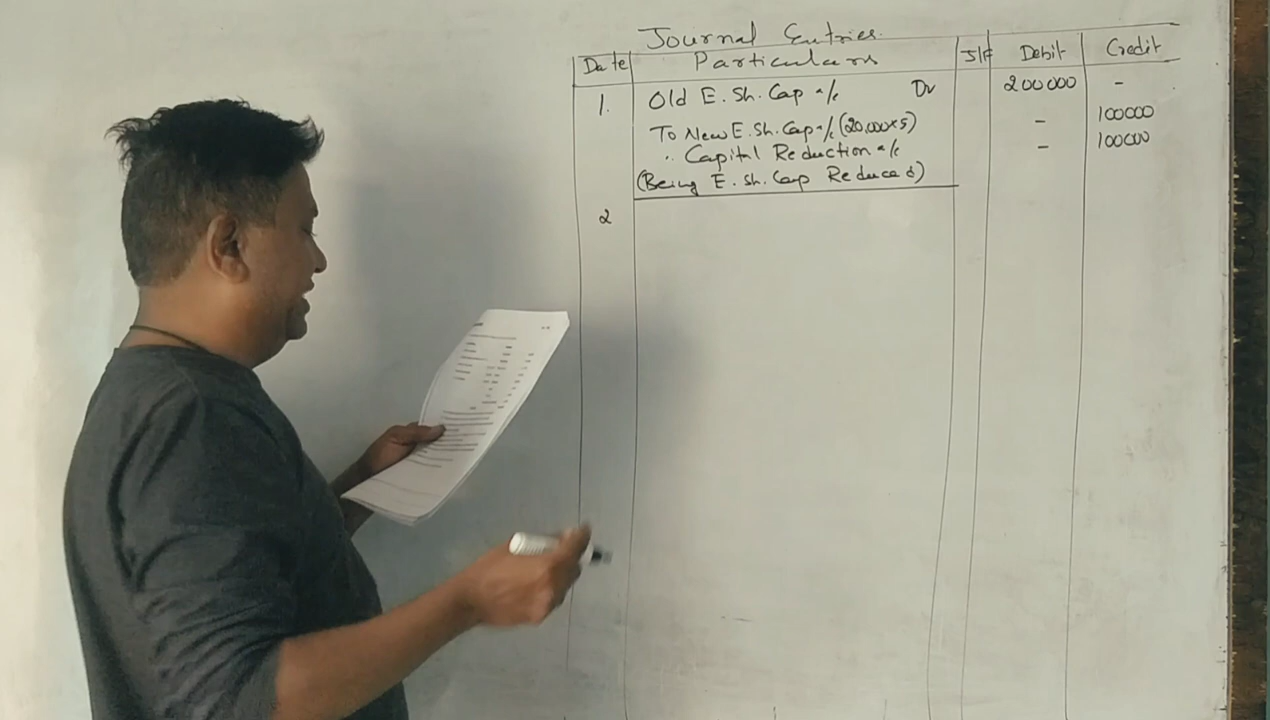 Journal Entries.
Date Particulars J/F Debit Credit
1. Old E. Sh. Cap a/c Dr 200000 -
To New E. Sh. Cap a/c (20,000×5) - 100000
" Capital Reduction a/c - 100000
(Being E. Sh. Cap Reduced)
2